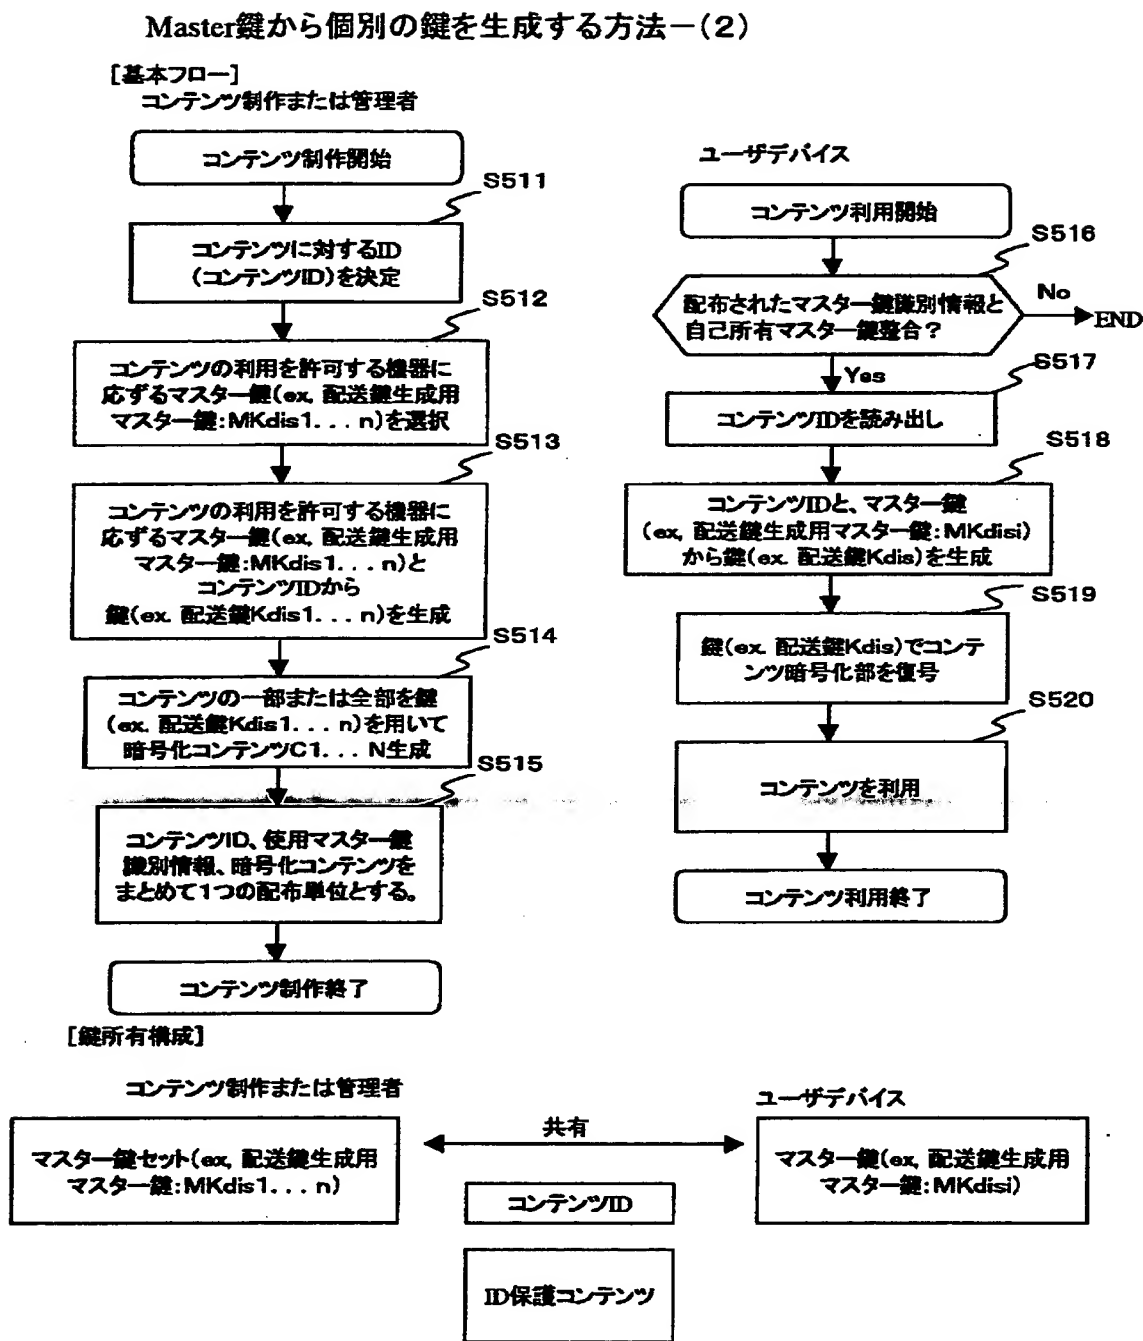 Master鍵から個別の鍵を生成する方法－(2)
[基本フロー]
コンテンツ制作または管理者
コンテンツ制作開始
S511
コンテンツに対するID
(コンテンツID)を決定
S512
コンテンツの利用を許可する機器に
応ずるマスター鍵(ex, 配送鍵生成用
マスター鍵:MKdis1...n)を選択
S513
コンテンツの利用を許可する機器に
応ずるマスター鍵(ex, 配送鍵生成用
マスター鍵:MKdis1...n)と
コンテンツIDから
鍵(ex. 配送鍵Kdis1...n)を生成
S514
コンテンツの一部または全部を鍵
(ex. 配送鍵Kdis1...n)を用いて
暗号化コンテンツC1...N生成
S515
コンテンツID、使用マスター鍵
識別情報、暗号化コンテンツを
まとめて1つの配布単位とする。
コンテンツ制作終了
ユーザデバイス
コンテンツ利用開始
S516
配布されたマスター鍵識別情報と
自己所有マスター鍵整合？
No
END
Yes
S517
コンテンツIDを読み出し
S518
コンテンツIDと、マスター鍵
(ex, 配送鍵生成用マスター鍵:MKdisi)
から鍵(ex. 配送鍵Kdis)を生成
S519
鍵(ex. 配送鍵Kdis)でコンテ
ンツ暗号化部を復号
S520
コンテンツを利用
コンテンツ利用終了
[鍵所有構成]
コンテンツ制作または管理者
マスター鍵セット(ex, 配送鍵生成用
マスター鍵:MKdis1...n)
共有
ユーザデバイス
マスター鍵(ex, 配送鍵生成用
マスター鍵:MKdisi)
コンテンツID
ID保護コンテンツ